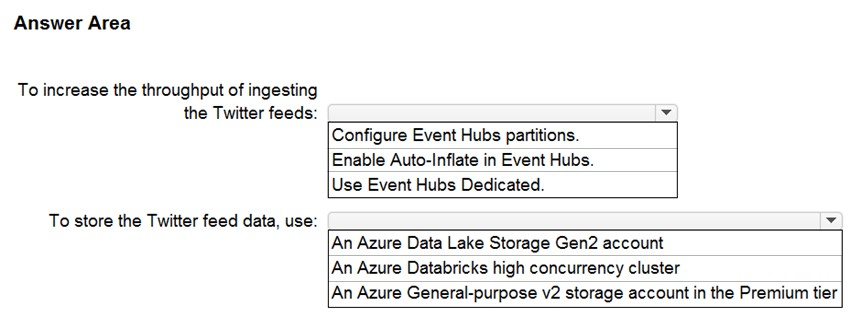 Answer Area
To increase the throughput of ingesting
the Twitter feeds:
Configure Event Hubs partitions.
Enable Auto-Inflate in Event Hubs.
Use Event Hubs Dedicated.
To store the Twitter feed data, use:
An Azure Data Lake Storage Gen2 account
An Azure Databricks high concurrency cluster
An Azure General-purpose v2 storage account in the Premium tier